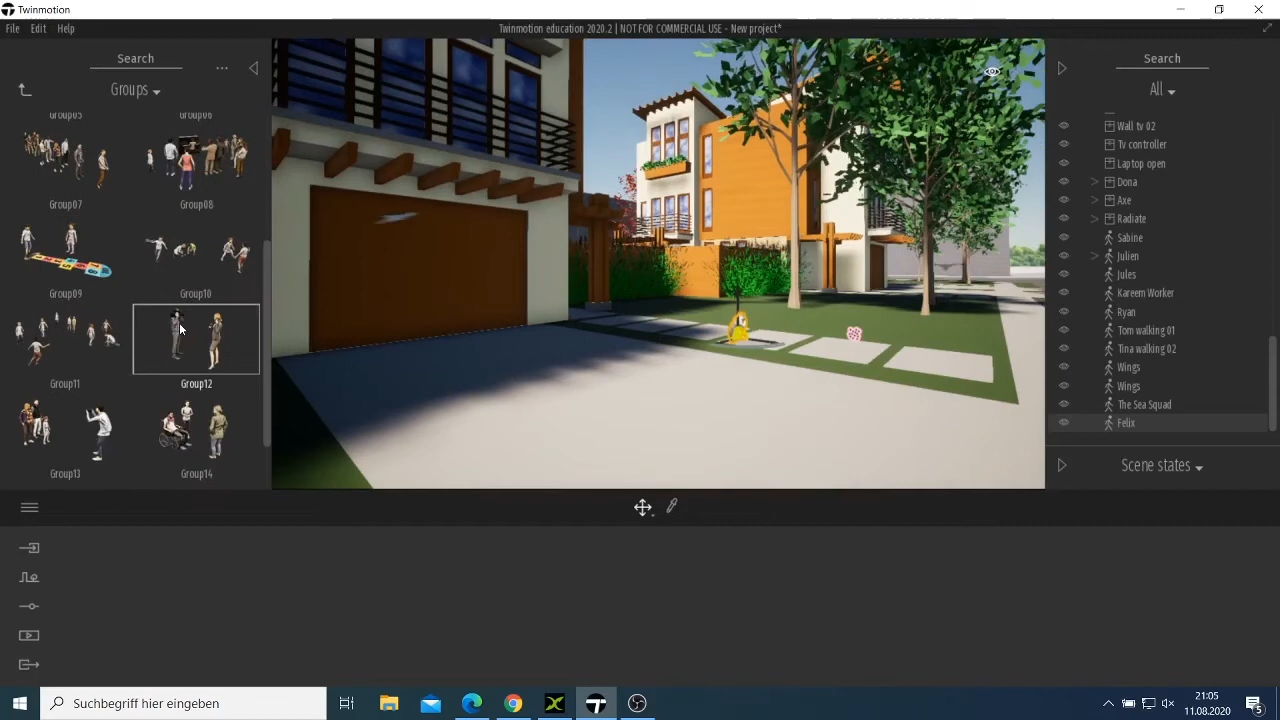 Twinmotion
File Edit Help
Twinmotion education 2020.2 | NOT FOR COMMERCIAL USE - New project*
Search
...
Groups
Group05
Group06
Group07
Group08
Group09
Group10
Group11
Group12
Group13
Group14
Search
All
Wall tv 02
Tv controller
Laptop open
Dona
Axe
Radiate
Sabine
Julien
Jules
Kareem Worker
Ryan
Tom walking 01
Tina walking 02
Wings
Wings
The Sea Squad
Felix
Scene states
Suchbegriff hier eingeben
21:05
11.08.2020
5